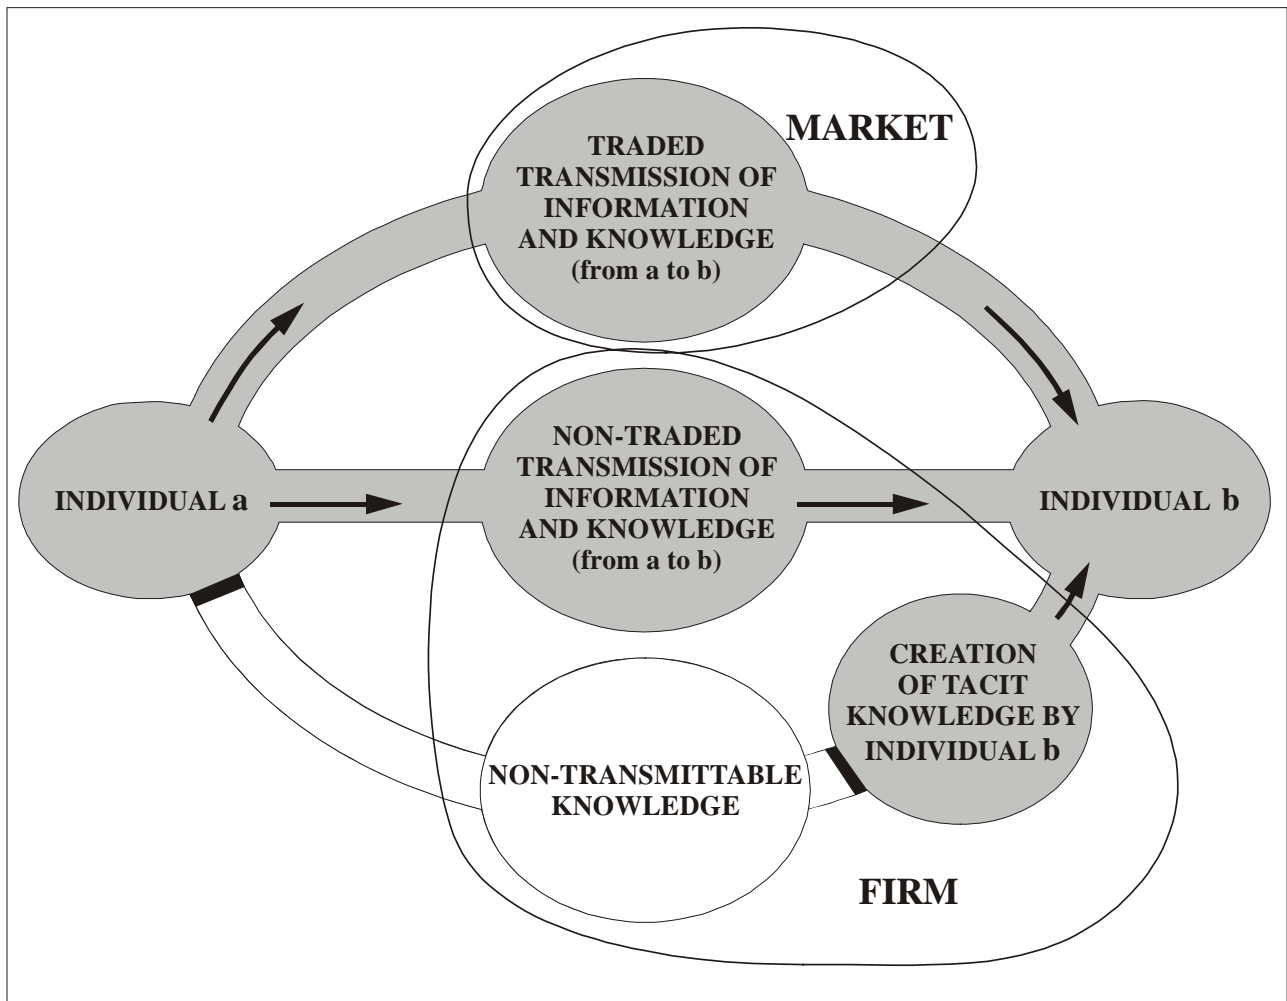 MARKET
TRADED
TRANSMISSION OF
INFORMATION
AND KNOWLEDGE
(from a to b)
INDIVIDUAL a
NON-TRADED
TRANSMISSION OF
INFORMATION
AND KNOWLEDGE
(from a to b)
INDIVIDUAL b
CREATION
OF TACIT
KNOWLEDGE BY
INDIVIDUAL b
NON-TRANSMITTABLE
KNOWLEDGE
FIRM